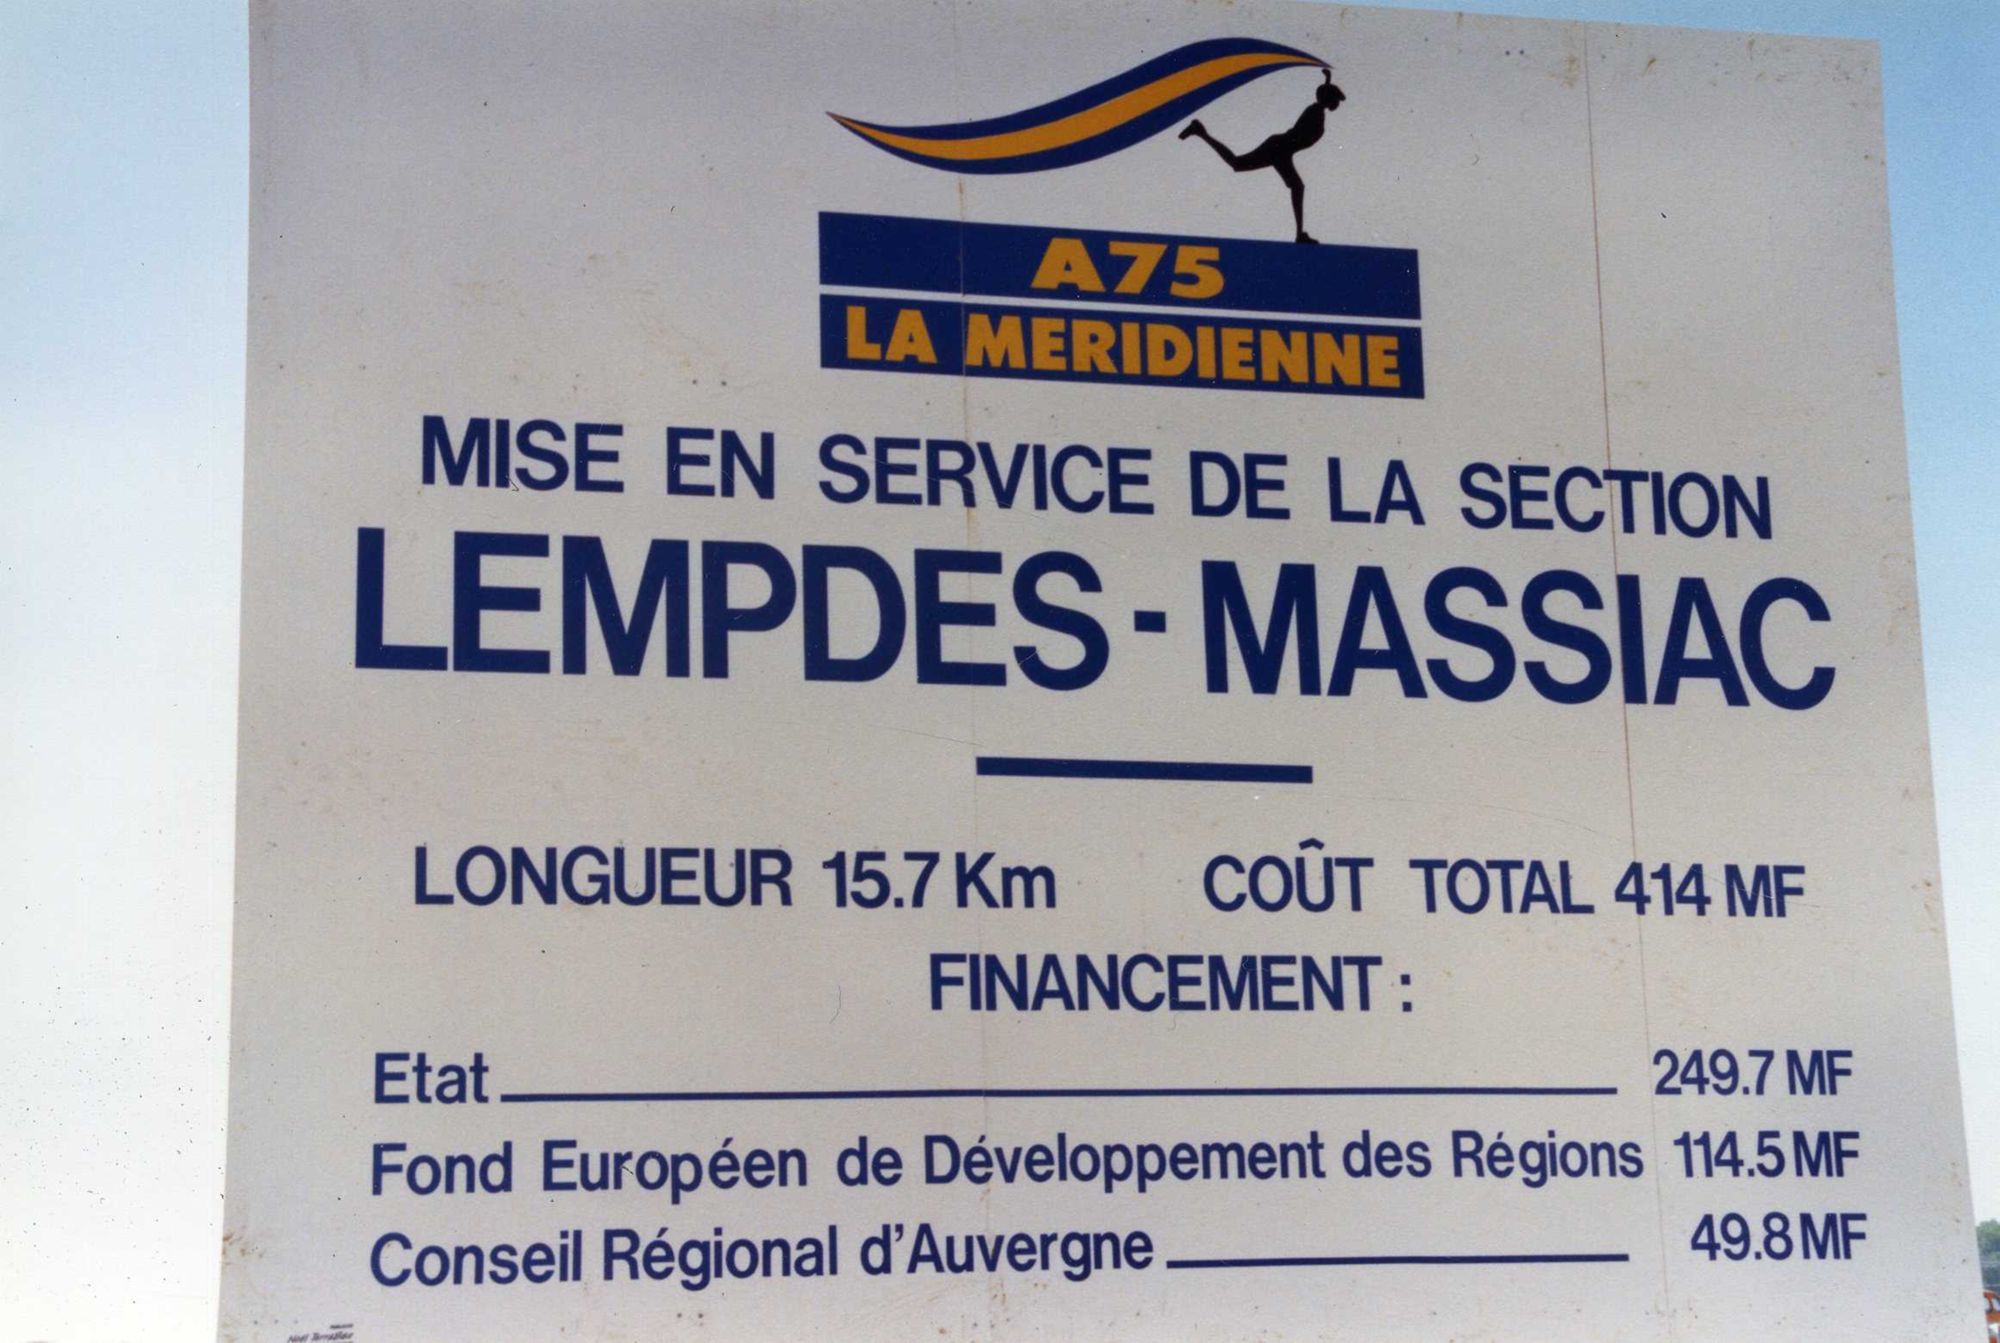 A75
LA MERIDIENNE
MISE EN SERVICE DE LA SECTION
LEMPDES - MASSIAC
LONGUEUR 15.7 Km COÛT TOTAL 414 MF
FINANCEMENT :
Etat 249.7 MF
Fond Européen de Développement des Régions 114.5 MF
Conseil Régional d'Auvergne 49.8 MF